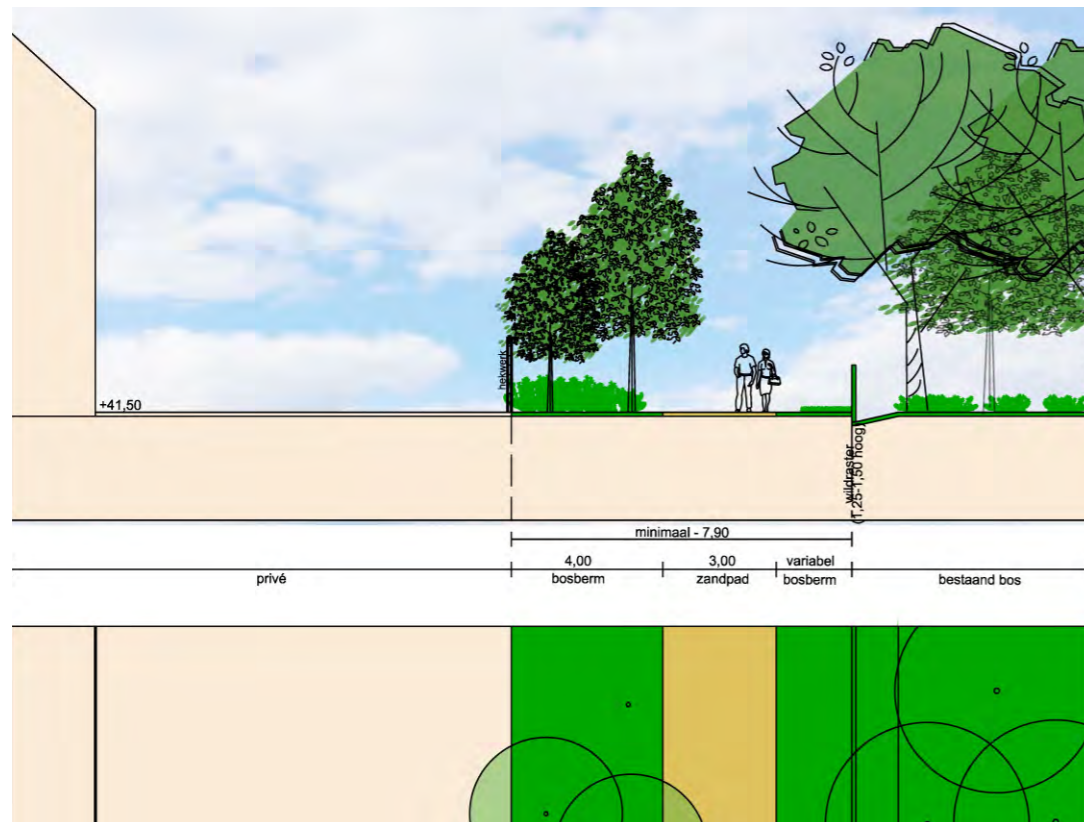 hekwerk
+41,50
wildraster
(1,25-1,50 hoog)
minimaal - 7,90
4,00
3,00
variabel
privé
bosberm
zandpad
bosberm
bestaand bos